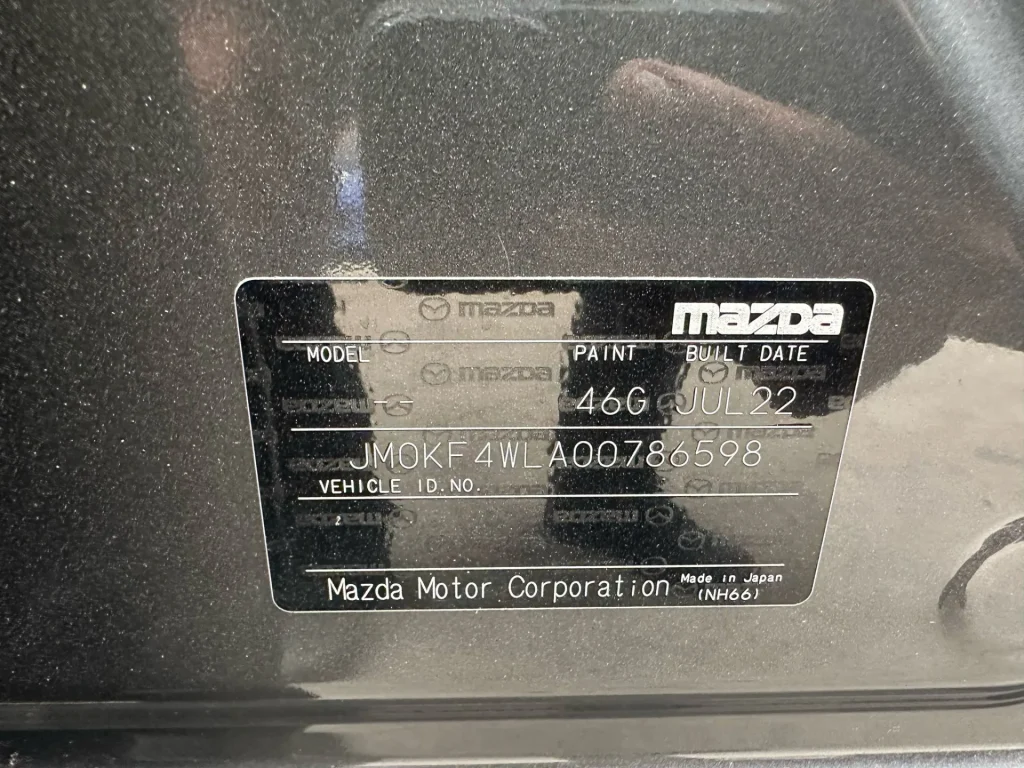 mazda
MODEL PAINT BUILT DATE
-- 46G JUL22
JM0KF4WLA00786598
VEHICLE ID.NO.
Mazda Motor Corporation Made in Japan
(NH66)